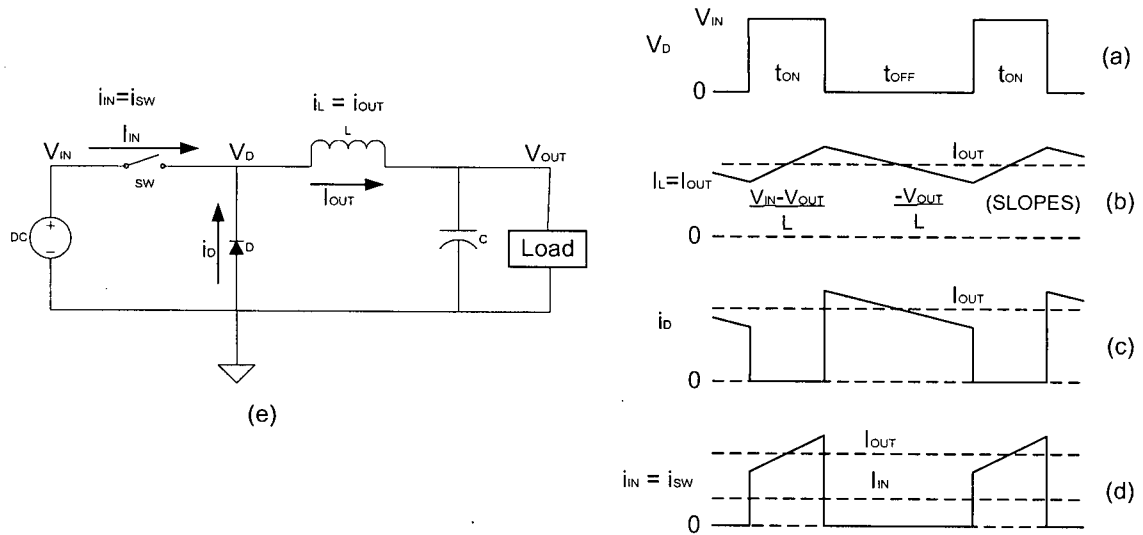 iIN=iSW
IIN
VIN
SW
VD
iL = iOUT
L
IOUT
VOUT
DC
+
−
iD
D
C
Load
(e)
VIN
VD
tON
tOFF
tON
0
(a)
IOUT
IL=IOUT
VIN-VOUT
L
-VOUT
L
(SLOPES)
(b)
0
IOUT
iD
(c)
0
IOUT
iIN = iSW
IIN
(d)
0